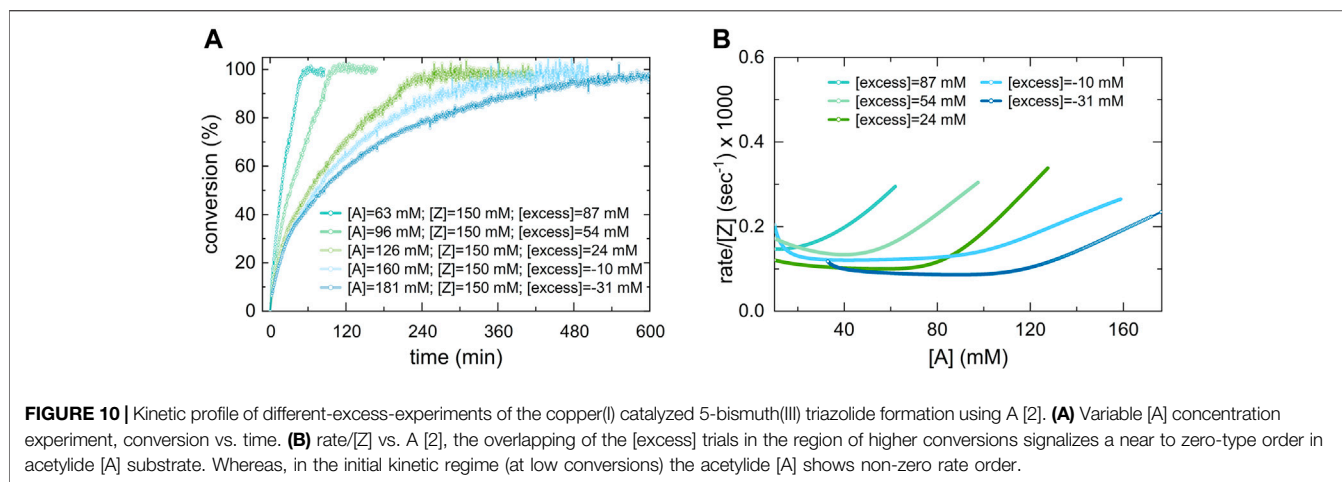 A
conversion (%)
100
80
60
40
20
0
[A]=63 mM; [Z]=150 mM; [excess]=87 mM
[A]=96 mM; [Z]=150 mM; [excess]=54 mM
[A]=126 mM; [Z]=150 mM; [excess]=24 mM
[A]=160 mM; [Z]=150 mM; [excess]=-10 mM
[A]=181 mM; [Z]=150 mM; [excess]=-31 mM
0 120 240 360 480 600
time (min)
B
rate/[Z] (sec⁻¹) x 1000
0.6
0.4
0.2
0.0
[excess]=87 mM
[excess]=54 mM
[excess]=24 mM
[excess]=-10 mM
[excess]=-31 mM
40 80 120 160
[A] (mM)
FIGURE 10 | Kinetic profile of different-excess-experiments of the copper(I) catalyzed 5-bismuth(III) triazolide formation using A [2]. (A) Variable [A] concentration
experiment, conversion vs. time. (B) rate/[Z] vs. A [2], the overlapping of the [excess] trials in the region of higher conversions signalizes a near to zero-type order in
acetylide [A] substrate. Whereas, in the initial kinetic regime (at low conversions) the acetylide [A] shows non-zero rate order.